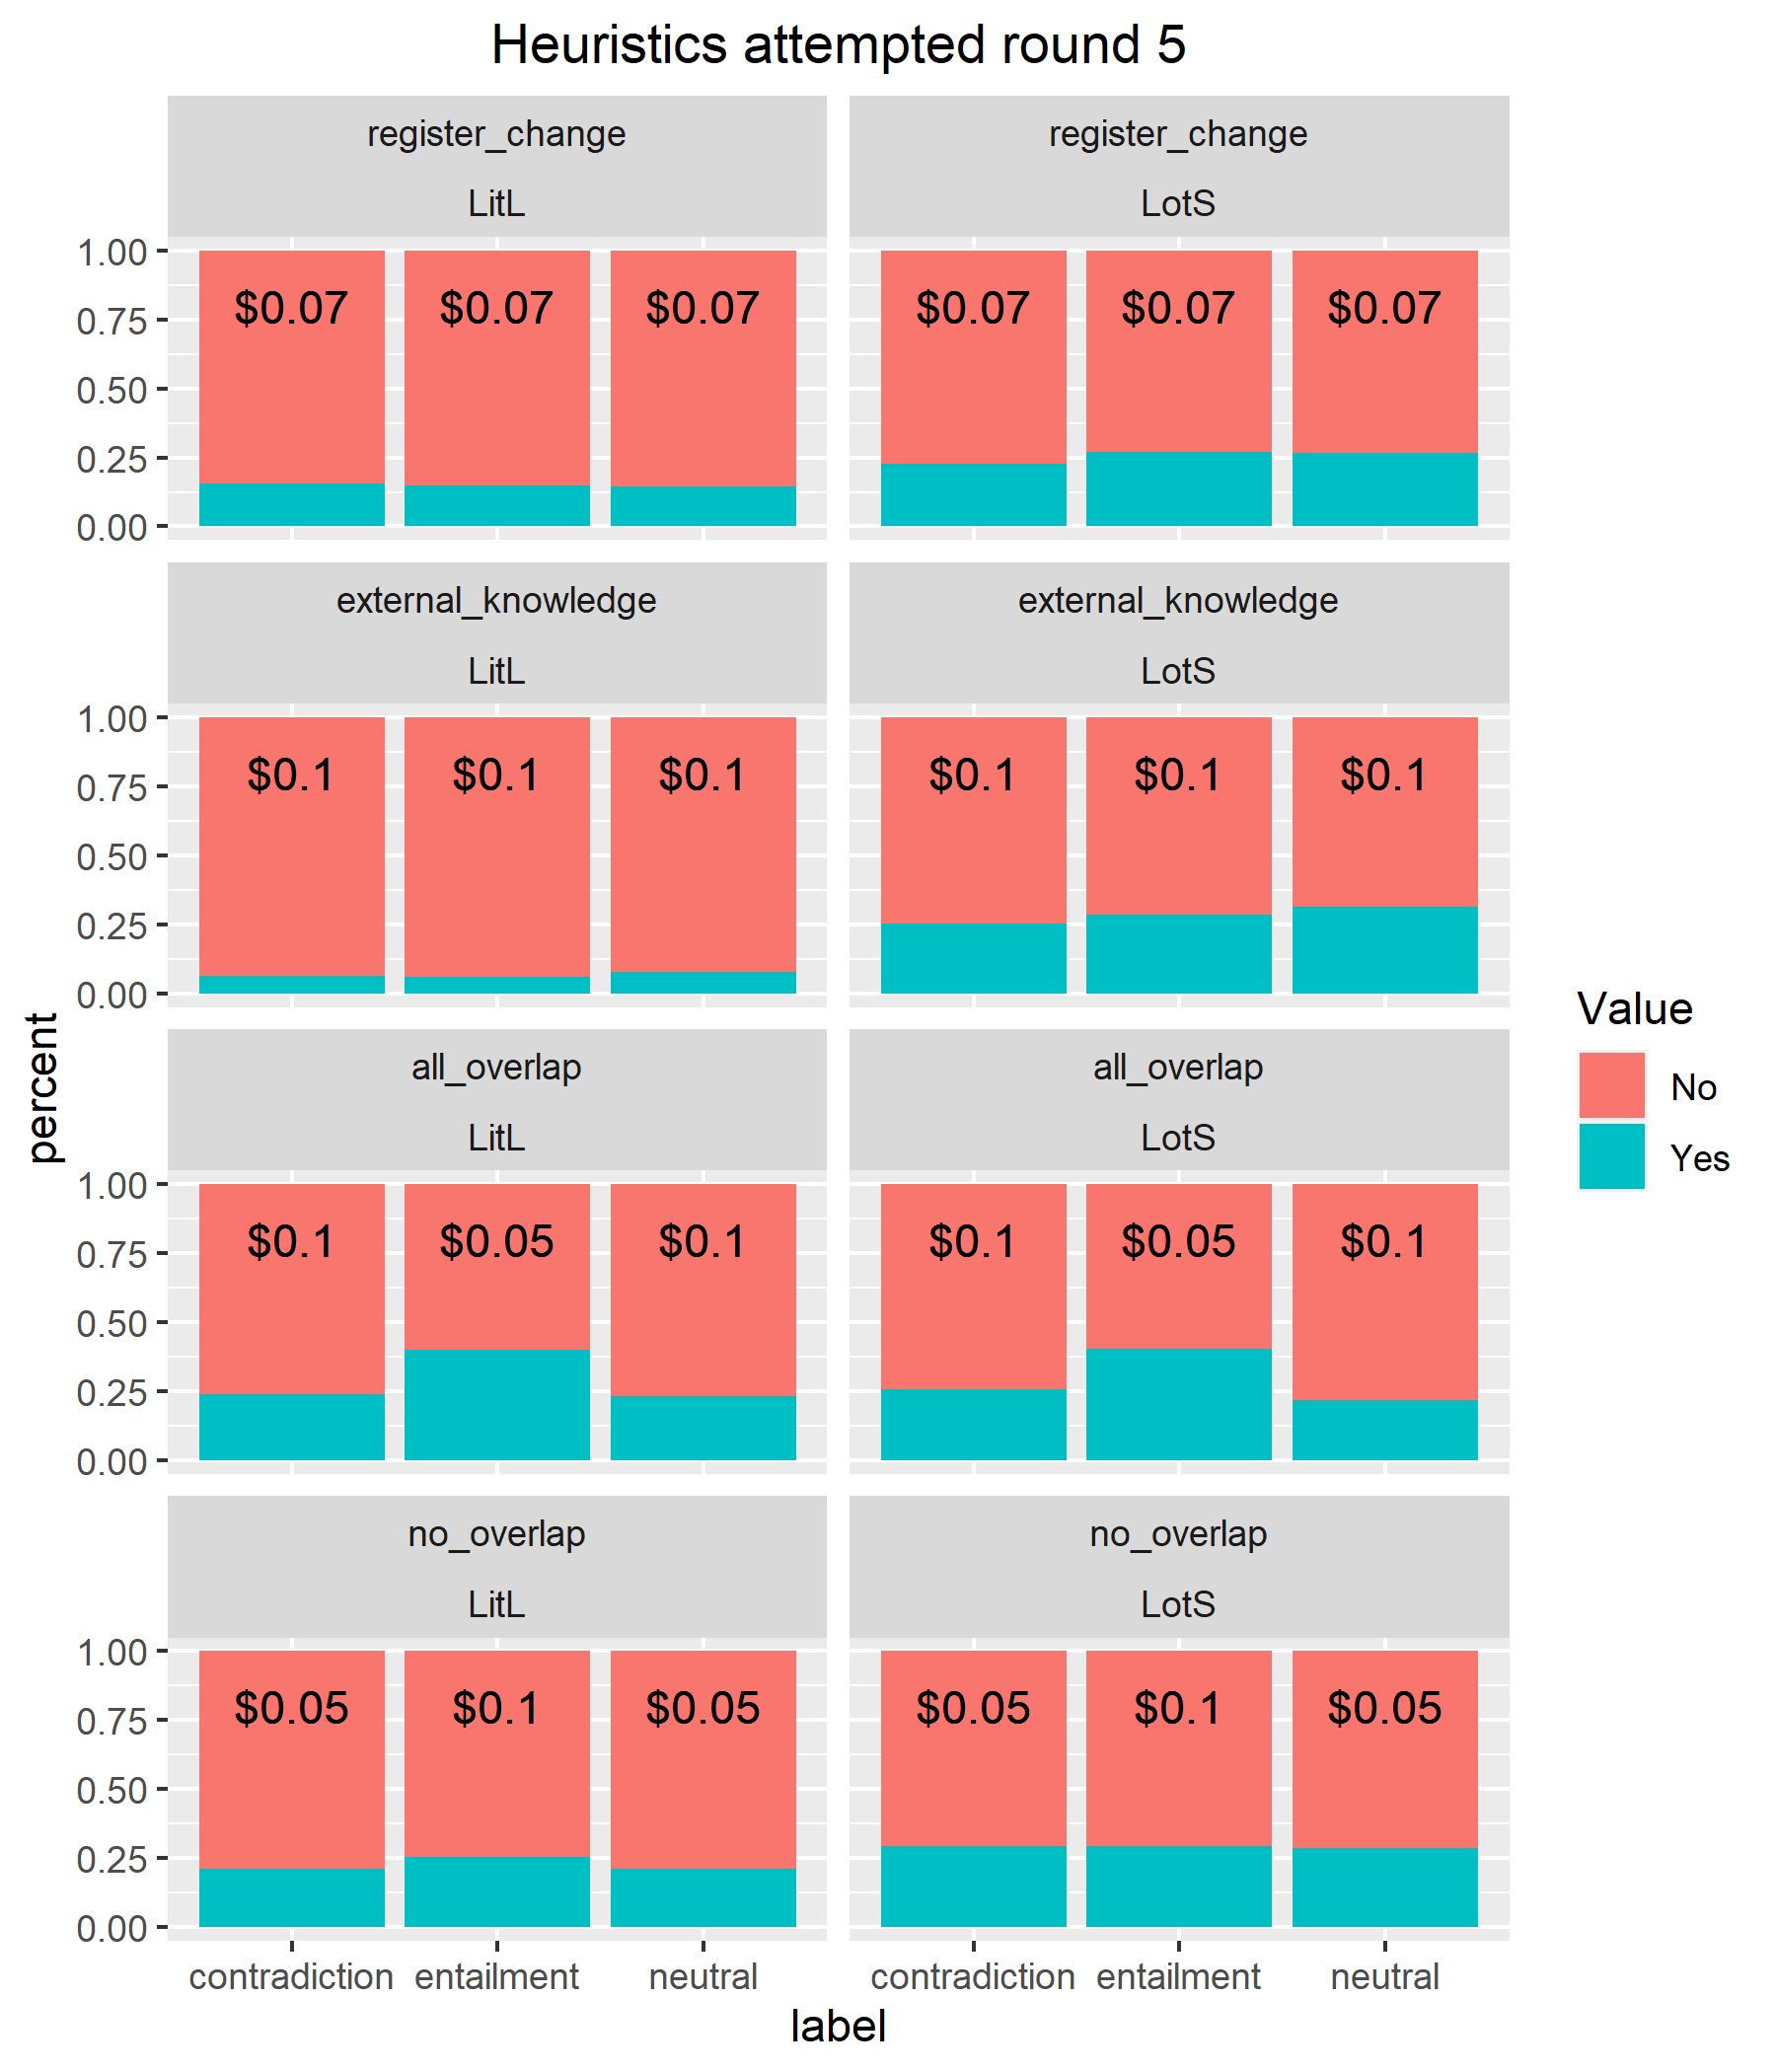 Heuristics attempted round 5
register_change
LitL
register_change
LotS
1.00
0.75
0.50
0.25
0.00
$0.07 $0.07 $0.07
$0.07 $0.07 $0.07
external_knowledge
LitL
external_knowledge
LotS
1.00
0.75
0.50
0.25
0.00
$0.1 $0.1 $0.1
$0.1 $0.1 $0.1
all_overlap
LitL
all_overlap
LotS
1.00
0.75
0.50
0.25
0.00
$0.1 $0.05 $0.1
$0.1 $0.05 $0.1
no_overlap
LitL
no_overlap
LotS
1.00
0.75
0.50
0.25
0.00
$0.05 $0.1 $0.05
$0.05 $0.1 $0.05
contradiction entailment neutral
contradiction entailment neutral
label
percent
Value
No
Yes